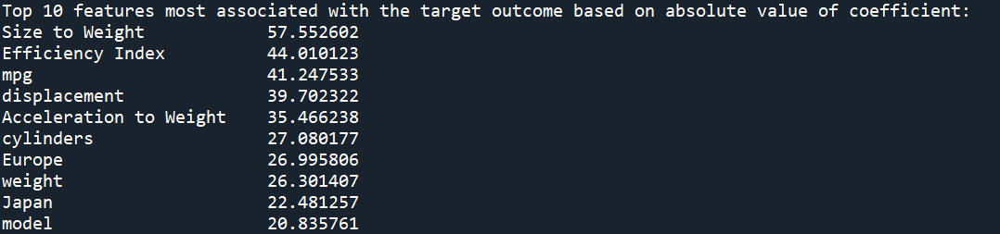 Top 10 features most associated with the target outcome based on absolute value of coefficient:
Size to Weight 57.552602
Efficiency Index 44.010123
mpg 41.247533
displacement 39.702322
Acceleration to Weight 35.466238
cylinders 27.080177
Europe 26.995806
weight 26.301407
Japan 22.481257
model 20.835761